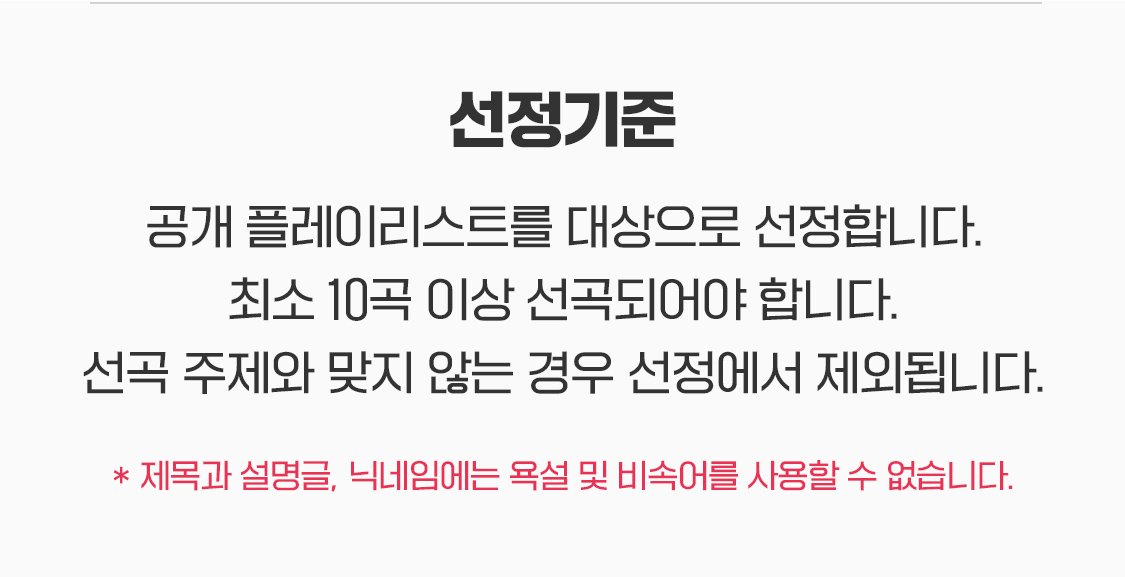 선정기준
공개 플레이리스트를 대상으로 선정합니다.
최소 10곡 이상 선곡되어야 합니다.
선곡 주제와 맞지 않는 경우 선정에서 제외됩니다.
* 제목과 설명글, 닉네임에는 욕설 및 비속어를 사용할 수 없습니다.